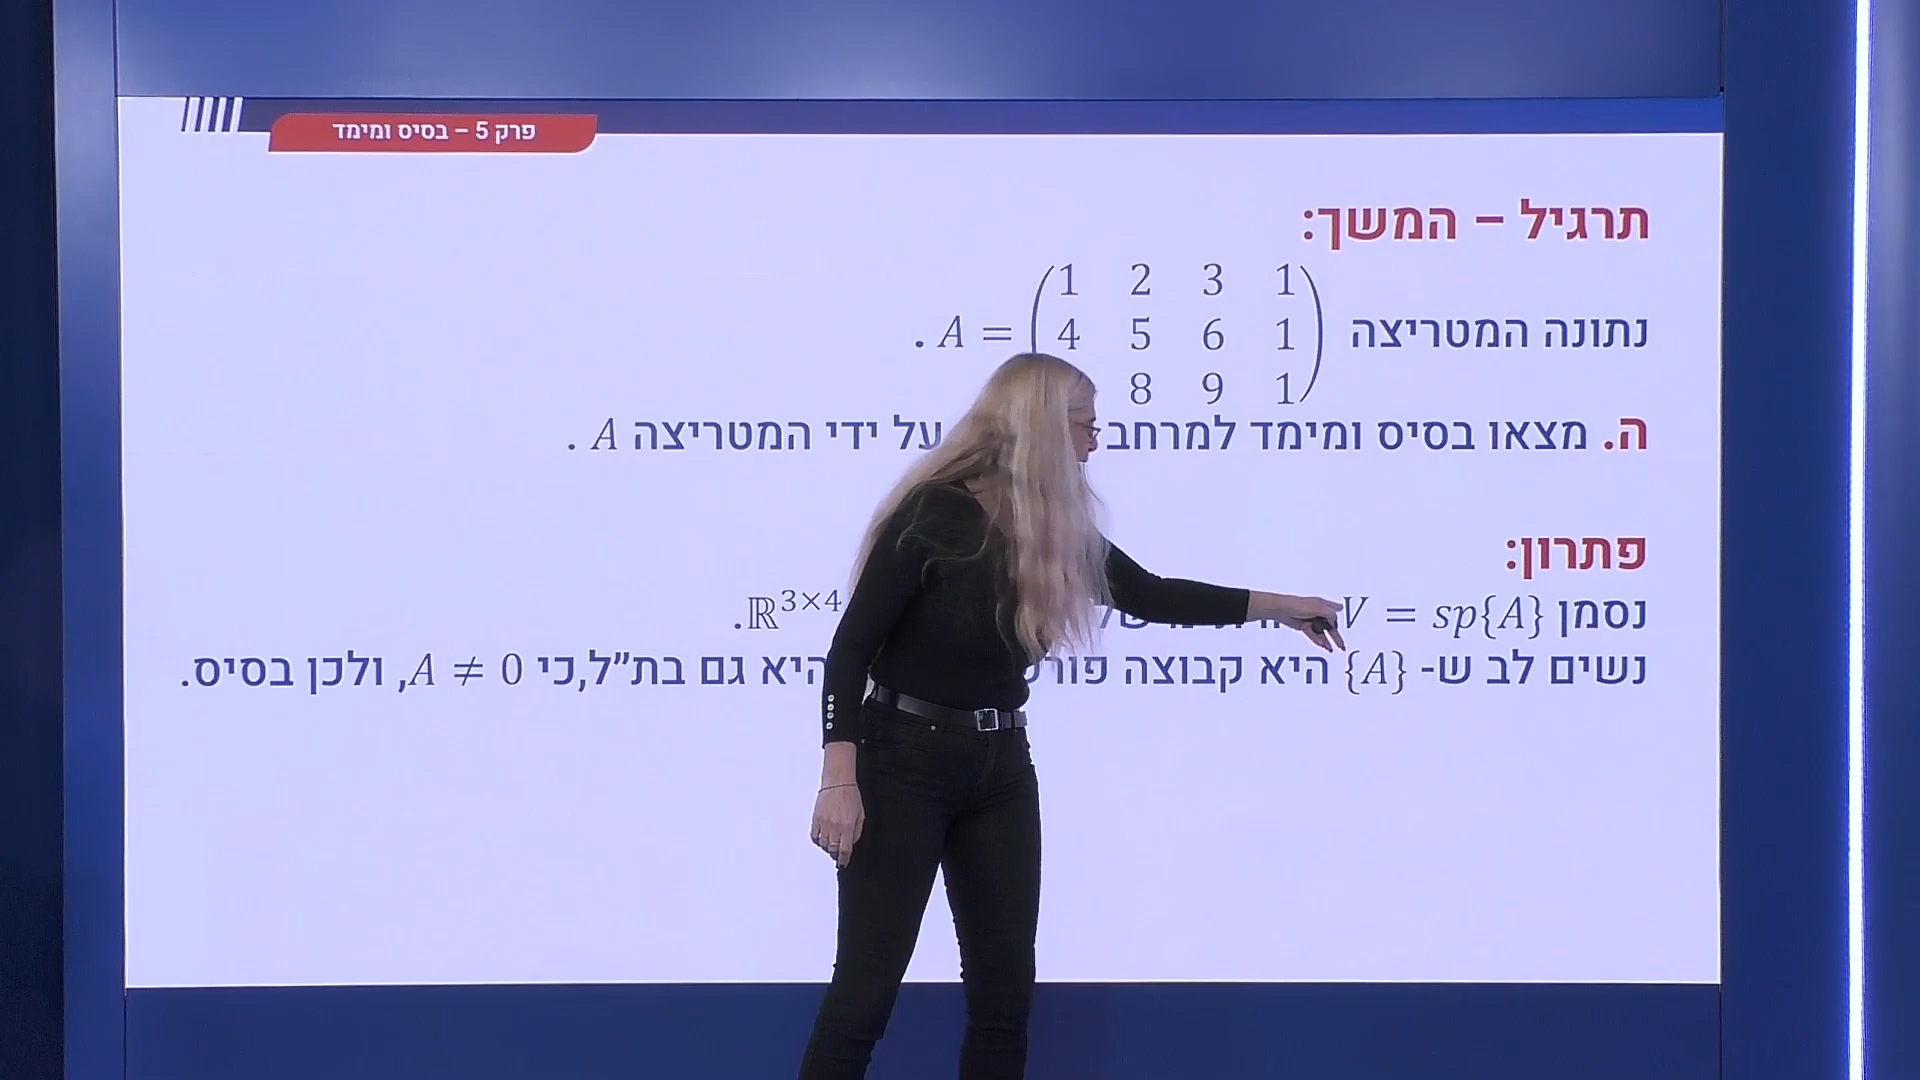 פרק 5 – בסיס ומימד
תרגיל – המשך:
נתונה המטריצה A = (1 2 3 1
4 5 6 1
8 9 1) .
ה. מצאו בסיס ומימד למרחב על ידי המטריצה A .
פתרון:
נסמן V = sp{A} של ℝ^{3×4}.
נשים לב ש- {A} היא קבוצה היא גם בת״ל,כי A ≠ 0, ולכן בסיס.